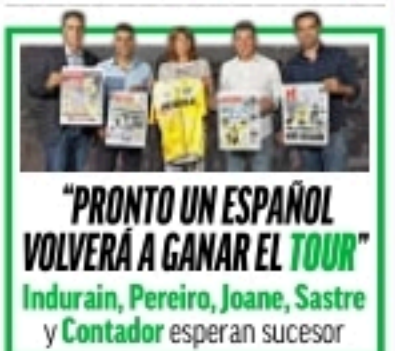 “PRONTO UN ESPAÑOL
VOLVERÁ A GANAR EL TOUR”
Indurain, Pereiro, Joane, Sastre
y Contador esperan sucesor